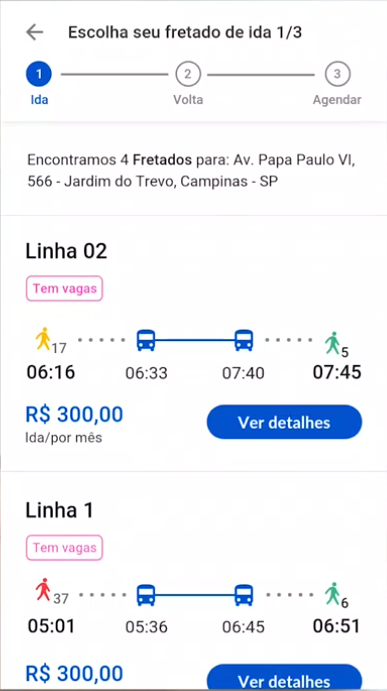 Escolha seu fretado de ida 1/3
1 2 3
Ida Volta Agendar
Encontramos 4 Fretados para: Av. Papa Paulo VI,
566 - Jardim do Trevo, Campinas - SP
Linha 02
Tem vagas
17 5
06:16 06:33 07:40 07:45
R$ 300,00
Ida/por mês
Ver detalhes
Linha 1
Tem vagas
37 6
05:01 05:36 06:45 06:51
R$ 300,00
Ver detalhes